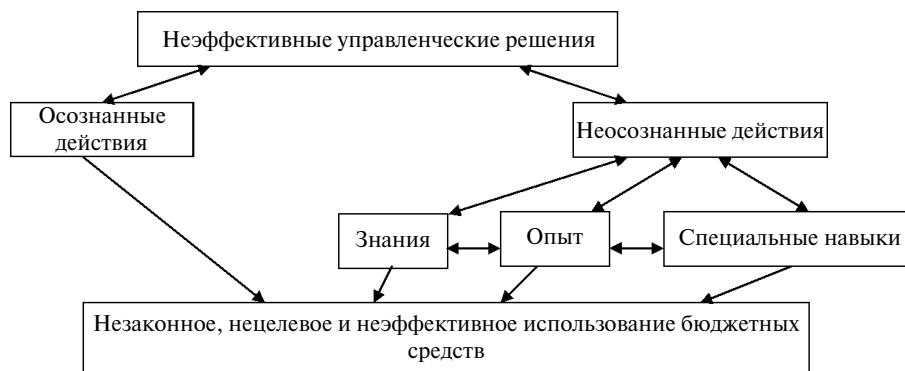 Неэффективные управленческие решения
Осознанные
действия
Неосознанные действия
Знания
Опыт
Специальные навыки
Незаконное, нецелевое и неэффективное использование бюджетных
средств